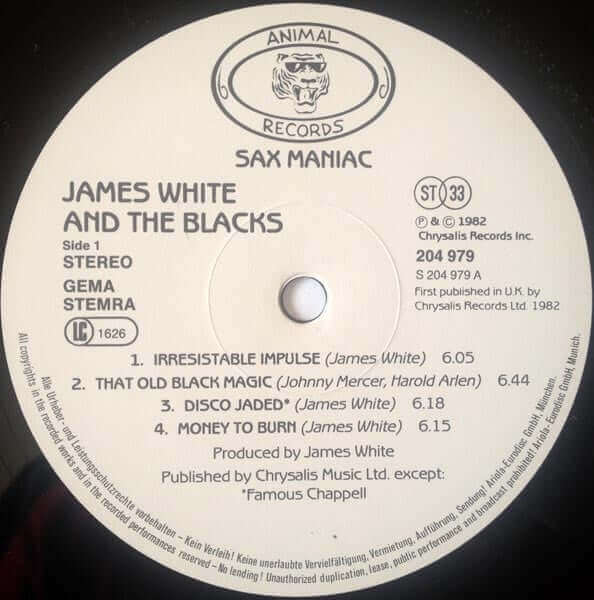 ANIMAL
RECORDS
SAX MANIAC
JAMES WHITE
AND THE BLACKS
Side 1
STEREO
GEMA
STEMRA
LC 1626
ST 33
℗ & © 1982
Chrysalis Records Inc.
204 979
S 204 979 A
First published in U.K. by
Chrysalis Records Ltd. 1982
1. IRRESISTABLE IMPULSE (James White) 6.05
2. THAT OLD BLACK MAGIC (Johnny Mercer, Harold Arlen) 6.44
3. DISCO JADED* (James White) 6.18
4. MONEY TO BURN (James White) 6.15
Produced by James White
Published by Chrysalis Music Ltd. except:
*Famous Chappell
Alle Urheber- und Leistungsschutzrechte vorbehalten – Kein Verleih! Keine unerlaubte Vervielfältigung, Vermietung, Aufführung, Sendung! Ariola-Eurodisc GmbH, München.
All copyrights in the recorded works and in the recorded performances reserved – No lending! Unauthorized duplication, lease, public performance and broadcast prohibited! Ariola-Eurodisc GmbH, Munich.